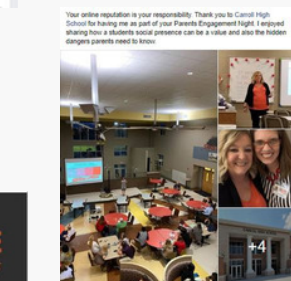 Your online reputation is your responsibility. Thank you to Carroll High
School for having me as part of your Parents Engagement Night. I enjoyed
sharing how a students social presence can be a value and also the hidden
dangers parents need to know.
+4